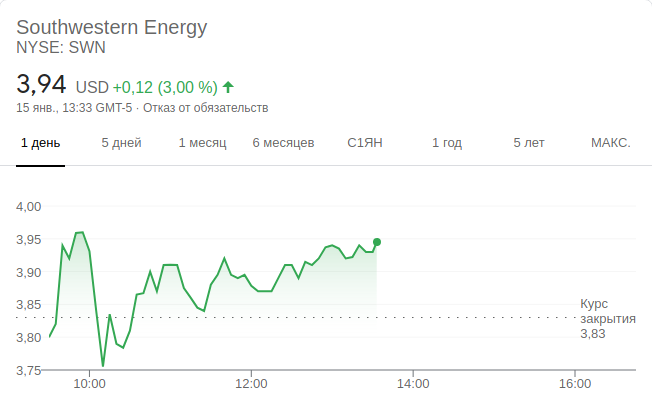 Southwestern Energy
NYSE: SWN
3,94 USD +0,12 (3,00 %)
15 янв., 13:33 GMT-5 · Отказ от обязательств
1 день 5 дней 1 месяц 6 месяцев С1ЯН 1 год 5 лет МАКС.
4,00
3,95
3,90
3,85
3,80
3,75
Курс
закрытия
3,83
10:00 12:00 14:00 16:00